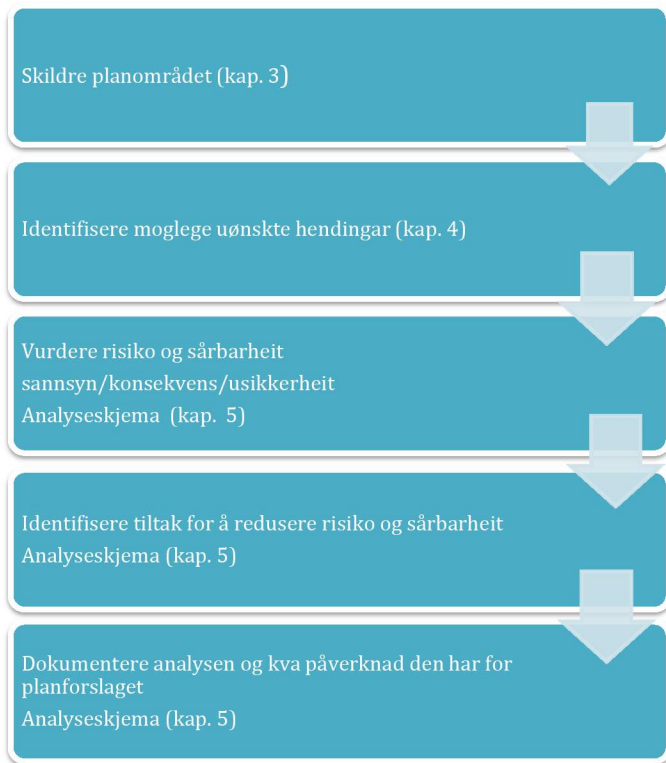 Skildre planområdet (kap. 3)
Identifisere moglege uønskte hendingar (kap. 4)
Vurdere risiko og sårbarheit
sannsyn/konsekvens/usikkerheit
Analyseskjema (kap. 5)
Identifisere tiltak for å redusere risiko og sårbarheit
Analyseskjema (kap. 5)
Dokumentere analysen og kva påverknad den har for
planforslaget
Analyseskjema (kap. 5)